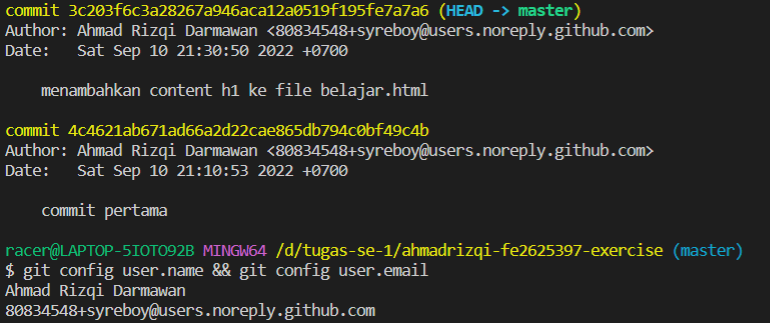 commit 3c203f6c3a28267a946aca12a0519f195fe7a7a6 (HEAD -> master)
Author: Ahmad Rizqi Darmawan <80834548+syreboy@users.noreply.github.com>
Date:   Sat Sep 10 21:30:50 2022 +0700
menambahkan content h1 ke file belajar.html
commit 4c4621ab671ad66a2d22cae865db794c0bf49c4b
Author: Ahmad Rizqi Darmawan <80834548+syreboy@users.noreply.github.com>
Date:   Sat Sep 10 21:10:53 2022 +0700
commit pertama
racer@LAPTOP-5IOTO92B MINGW64 /d/tugas-se-1/ahmadrizqi-fe2625397-exercise (master)
$ git config user.name && git config user.email
Ahmad Rizqi Darmawan
80834548+syreboy@users.noreply.github.com